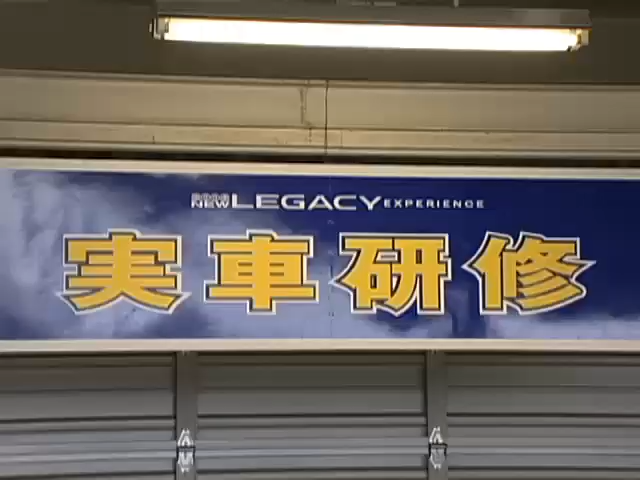 NEW LEGACY EXPERIENCE
実車研修